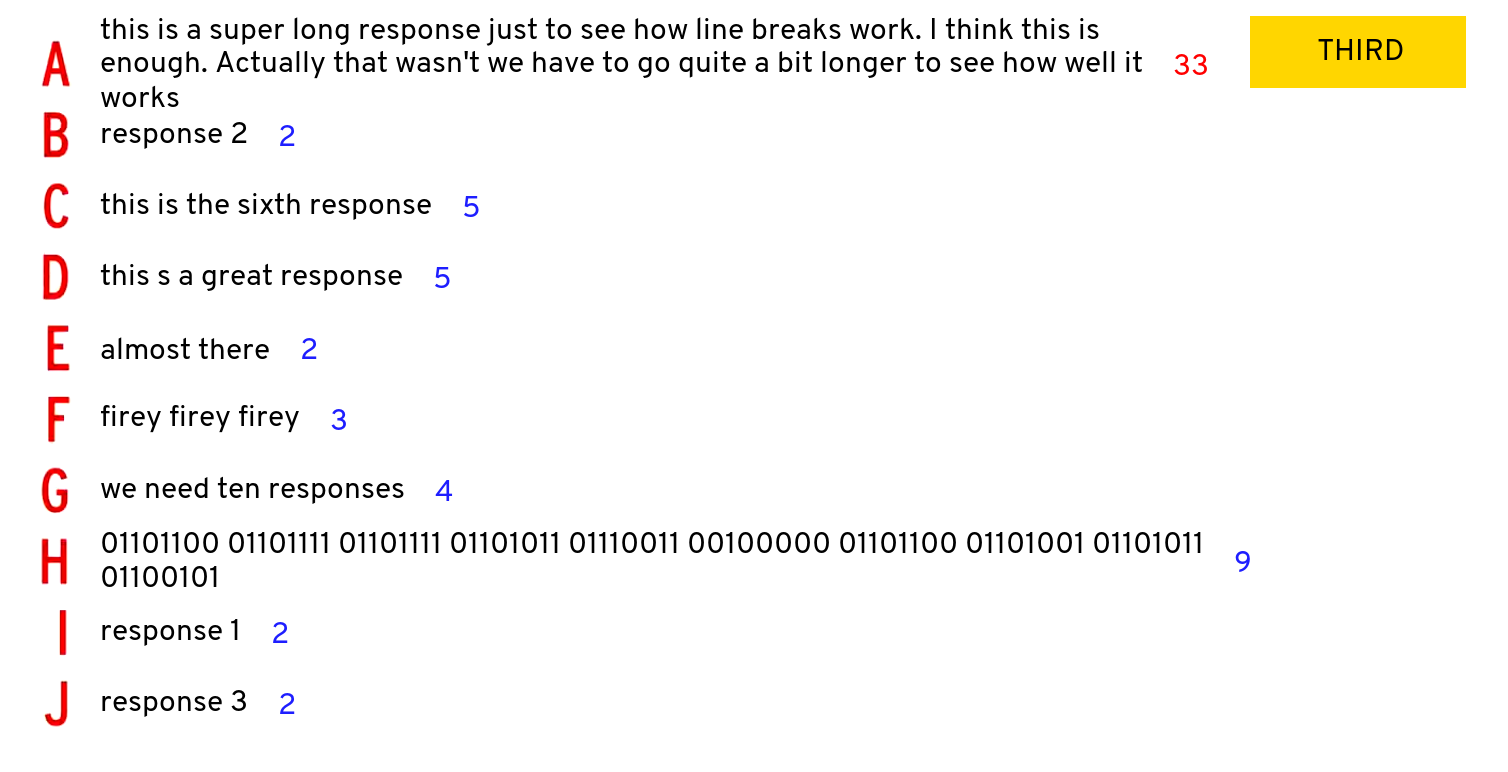 A this is a super long response just to see how line breaks work. I think this is
enough. Actually that wasn't we have to go quite a bit longer to see how well it 33 THIRD
works
B response 2 2
C this is the sixth response 5
D this s a great response 5
E almost there 2
F firey firey firey 3
G we need ten responses 4
H 01101100 01101111 01101111 01101011 01110011 00100000 01101100 01101001 01101011
01100101 9
I response 1 2
J response 3 2